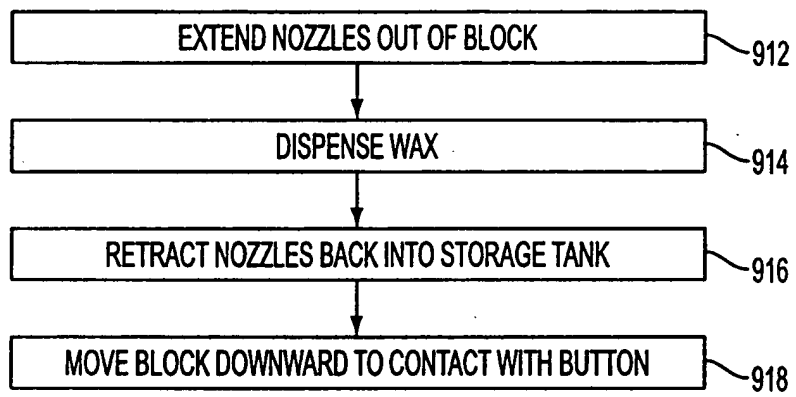 EXTEND NOZZLES OUT OF BLOCK
912
DISPENSE WAX
914
RETRACT NOZZLES BACK INTO STORAGE TANK
916
MOVE BLOCK DOWNWARD TO CONTACT WITH BUTTON
918